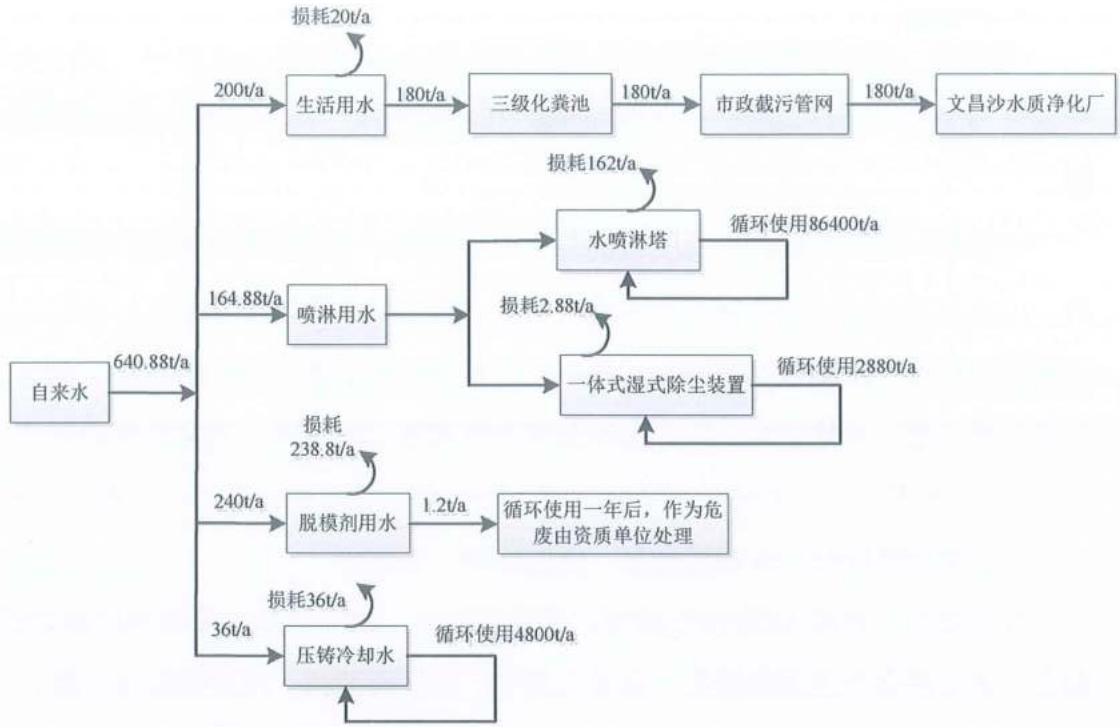 损耗20t/a
200t/a
生活用水
180t/a
三级化粪池
180t/a
市政截污管网
180t/a
文昌沙水质净化厂
损耗162t/a
水喷淋塔
循环使用86400t/a
164.88t/a
喷淋用水
损耗2.88t/a
一体式湿式除尘装置
循环使用2880t/a
自来水
640.88t/a
损耗
238.8t/a
240t/a
脱模剂用水
1.2t/a
循环使用一年后，作为危
废由资质单位处理
损耗36t/a
36t/a
压铸冷却水
循环使用4800t/a